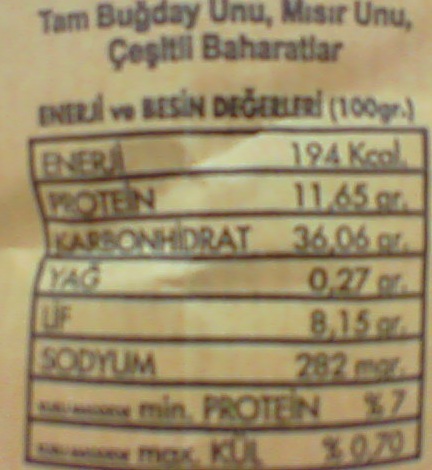 Tam Buğday Unu, Mısır Unu,
Çeşitli Baharatlar
ENERJİ ve BESİN DEĞERLERİ (100gr.)
ENERJİ 194 Kcal.
PROTEİN 11,65 gr.
KARBONHİDRAT 36,06 gr.
YAĞ 0,27 gr.
LİF 8,15 gr.
SODYUM 282 mgr.
min. PROTEİN %7
max. KÜL %0,70